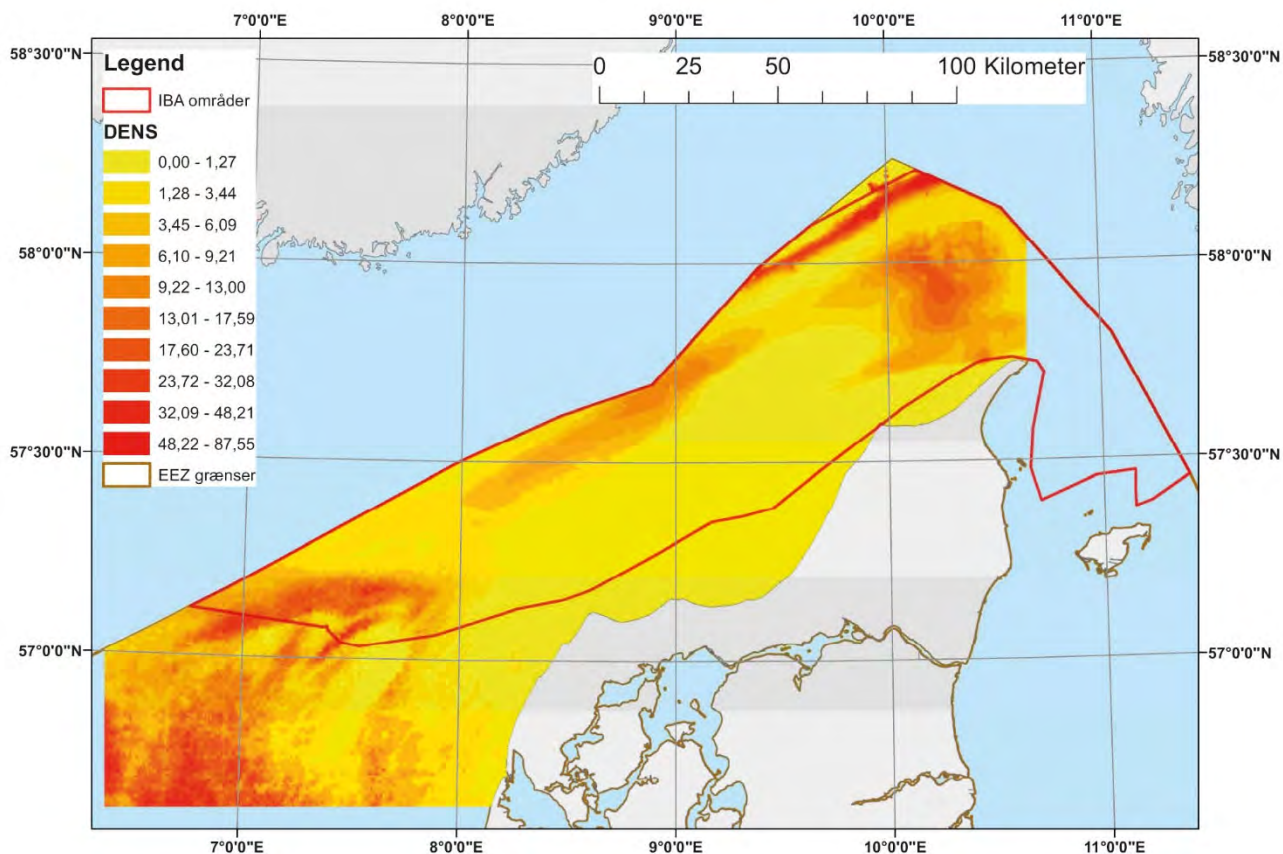 7°0'0"E 8°0'0"E 9°0'0"E 10°0'0"E 11°0'0"E
58°30'0"N 58°30'0"N
Legend
0 25 50 100 Kilometer
IBA områder
DENS
0,00 - 1,27
1,28 - 3,44
3,45 - 6,09
6,10 - 9,21
58°0'0"N 58°0'0"N
9,22 - 13,00
13,01 - 17,59
17,60 - 23,71
23,72 - 32,08
32,09 - 48,21
48,22 - 87,55
57°30'0"N 57°30'0"N
EEZ grænser
57°0'0"N 57°0'0"N
7°0'0"E 8°0'0"E 9°0'0"E 10°0'0"E 11°0'0"E